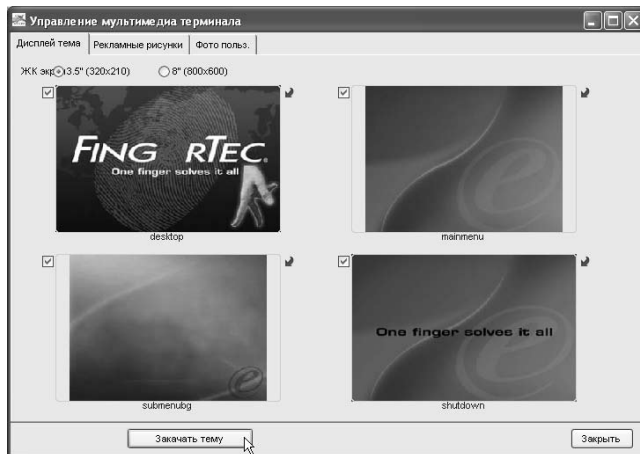 Управление мультимедиа терминала
Дисплей тема
Рекламные рисунки
Фото польз.
ЖК экр
3.5" (320x210)
8" (800x600)
FING RTEC
One finger solves it all
desktop
mainmenu
One finger solves it all
submenubg
shutdown
Закачать тему
Закрыть